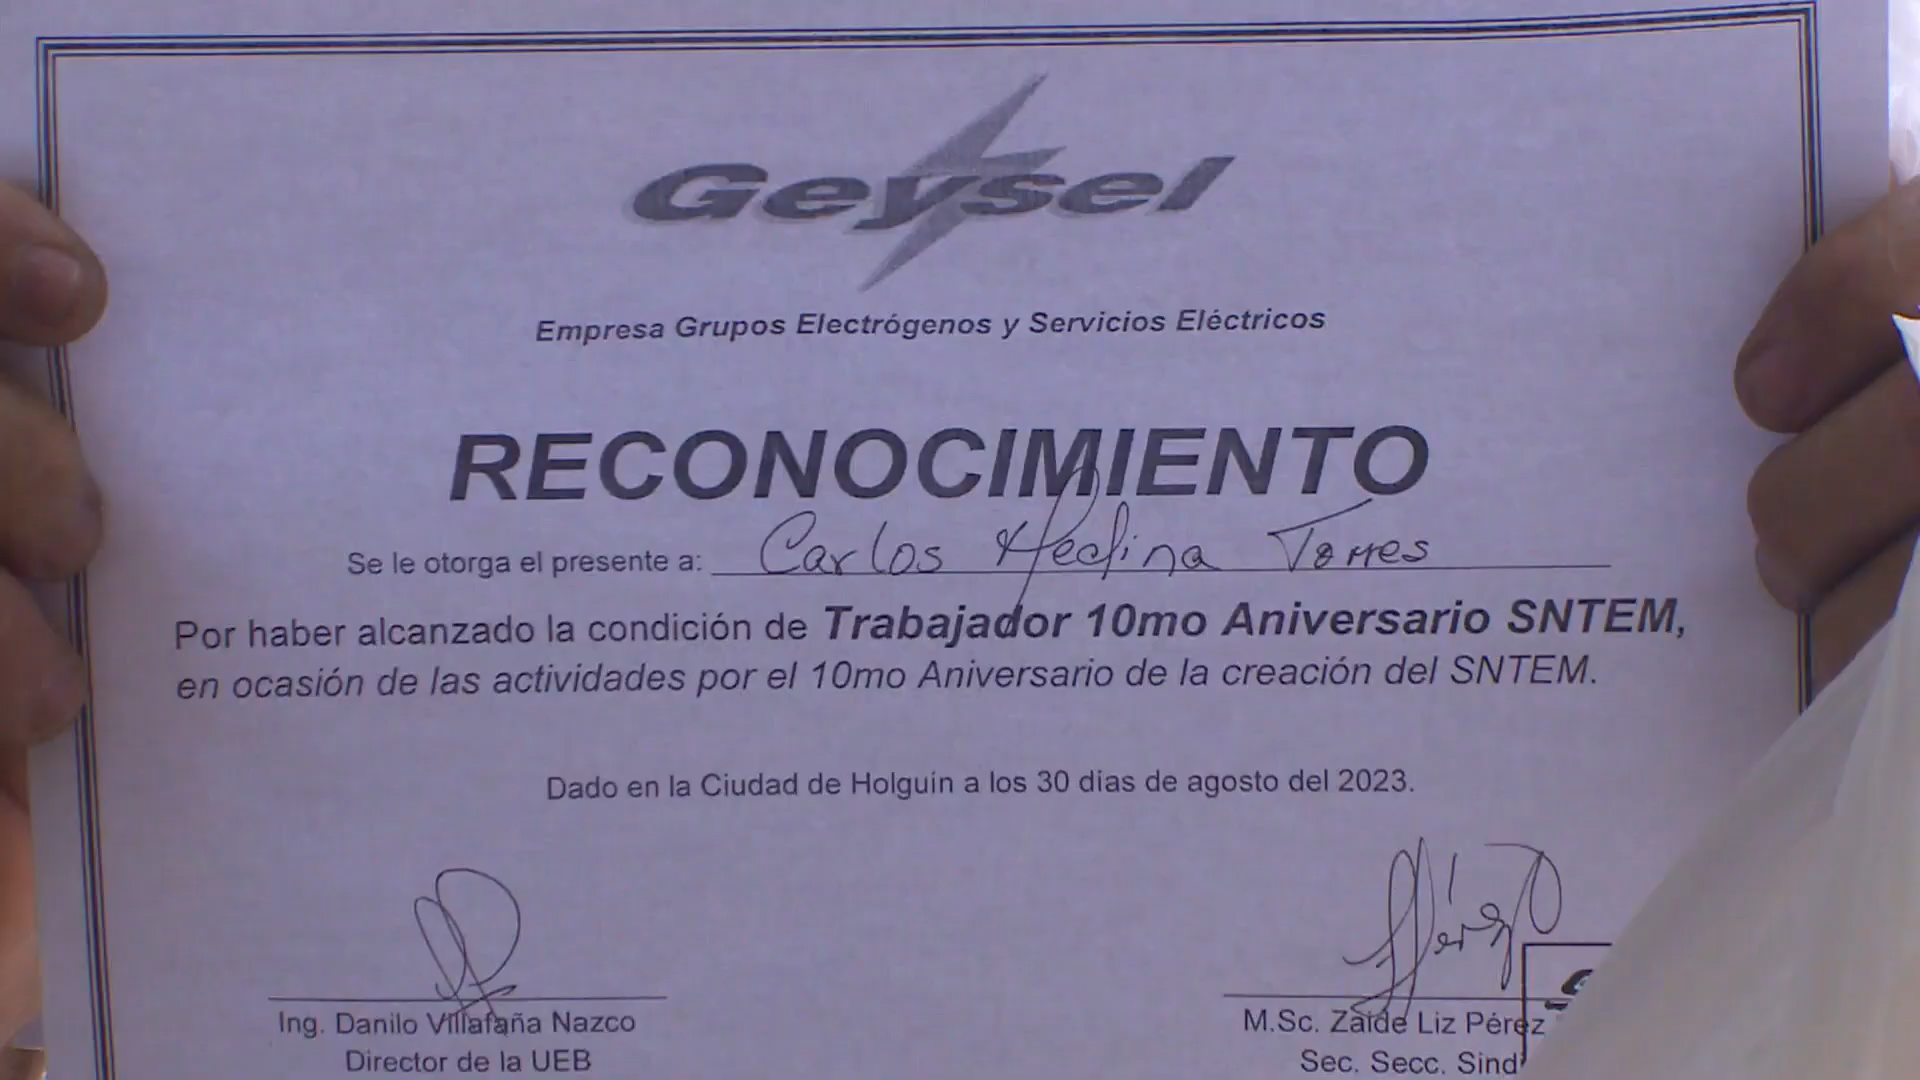 Geysel
Empresa Grupos Electrógenos y Servicios Eléctricos
RECONOCIMIENTO
Se le otorga el presente a: Carlos Medina Torres
Por haber alcanzado la condición de Trabajador 10mo Aniversario SNTEM,
en ocasión de las actividades por el 10mo Aniversario de la creación del SNTEM.
Dado en la Ciudad de Holguín a los 30 días de agosto del 2023.
Ing. Danilo Villafaña Nazco
Director de la UEB
M.Sc. Zaide Liz Pérez
Sec. Secc. Sind